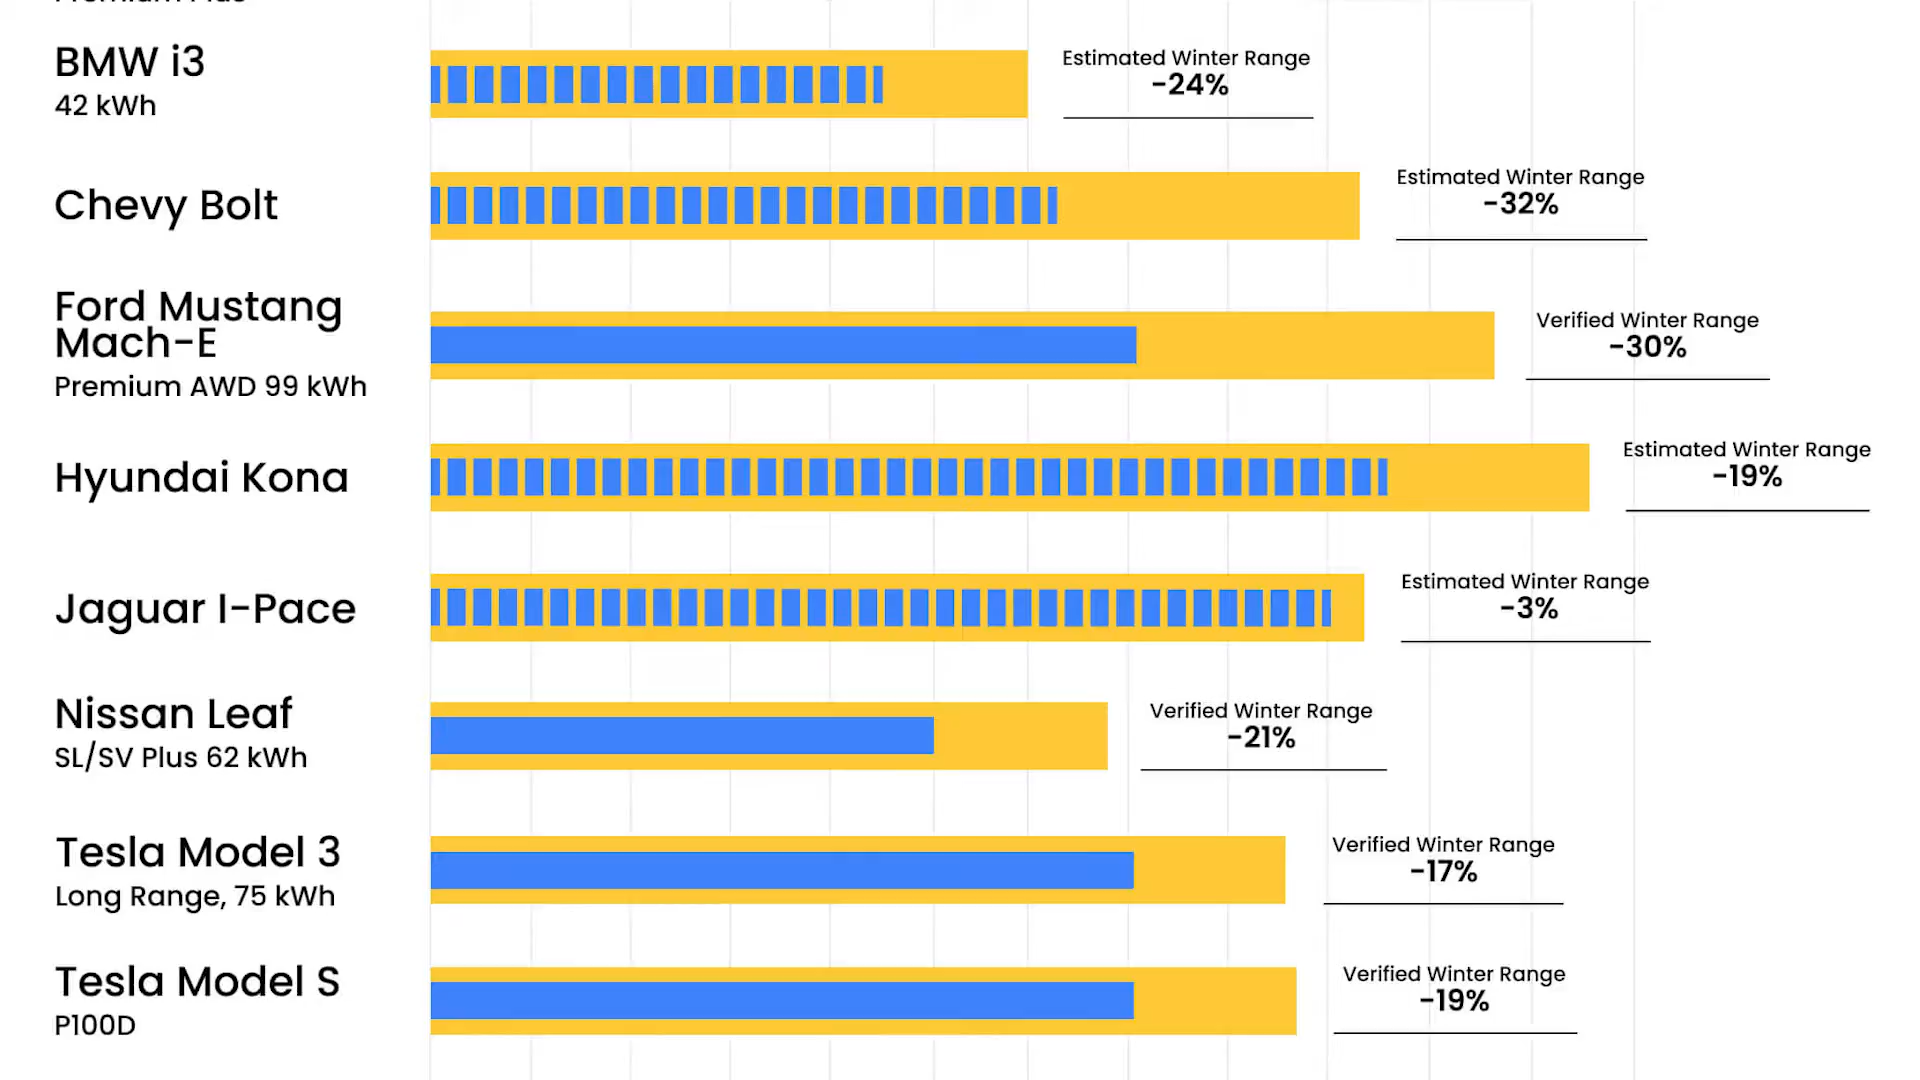 Premium Plus
BMW i3
42 kWh
Estimated Winter Range
-24%
Chevy Bolt
Estimated Winter Range
-32%
Ford Mustang
Mach-E
Premium AWD 99 kWh
Verified Winter Range
-30%
Hyundai Kona
Estimated Winter Range
-19%
Jaguar I-Pace
Estimated Winter Range
-3%
Nissan Leaf
SL/SV Plus 62 kWh
Verified Winter Range
-21%
Tesla Model 3
Long Range, 75 kWh
Verified Winter Range
-17%
Tesla Model S
P100D
Verified Winter Range
-19%